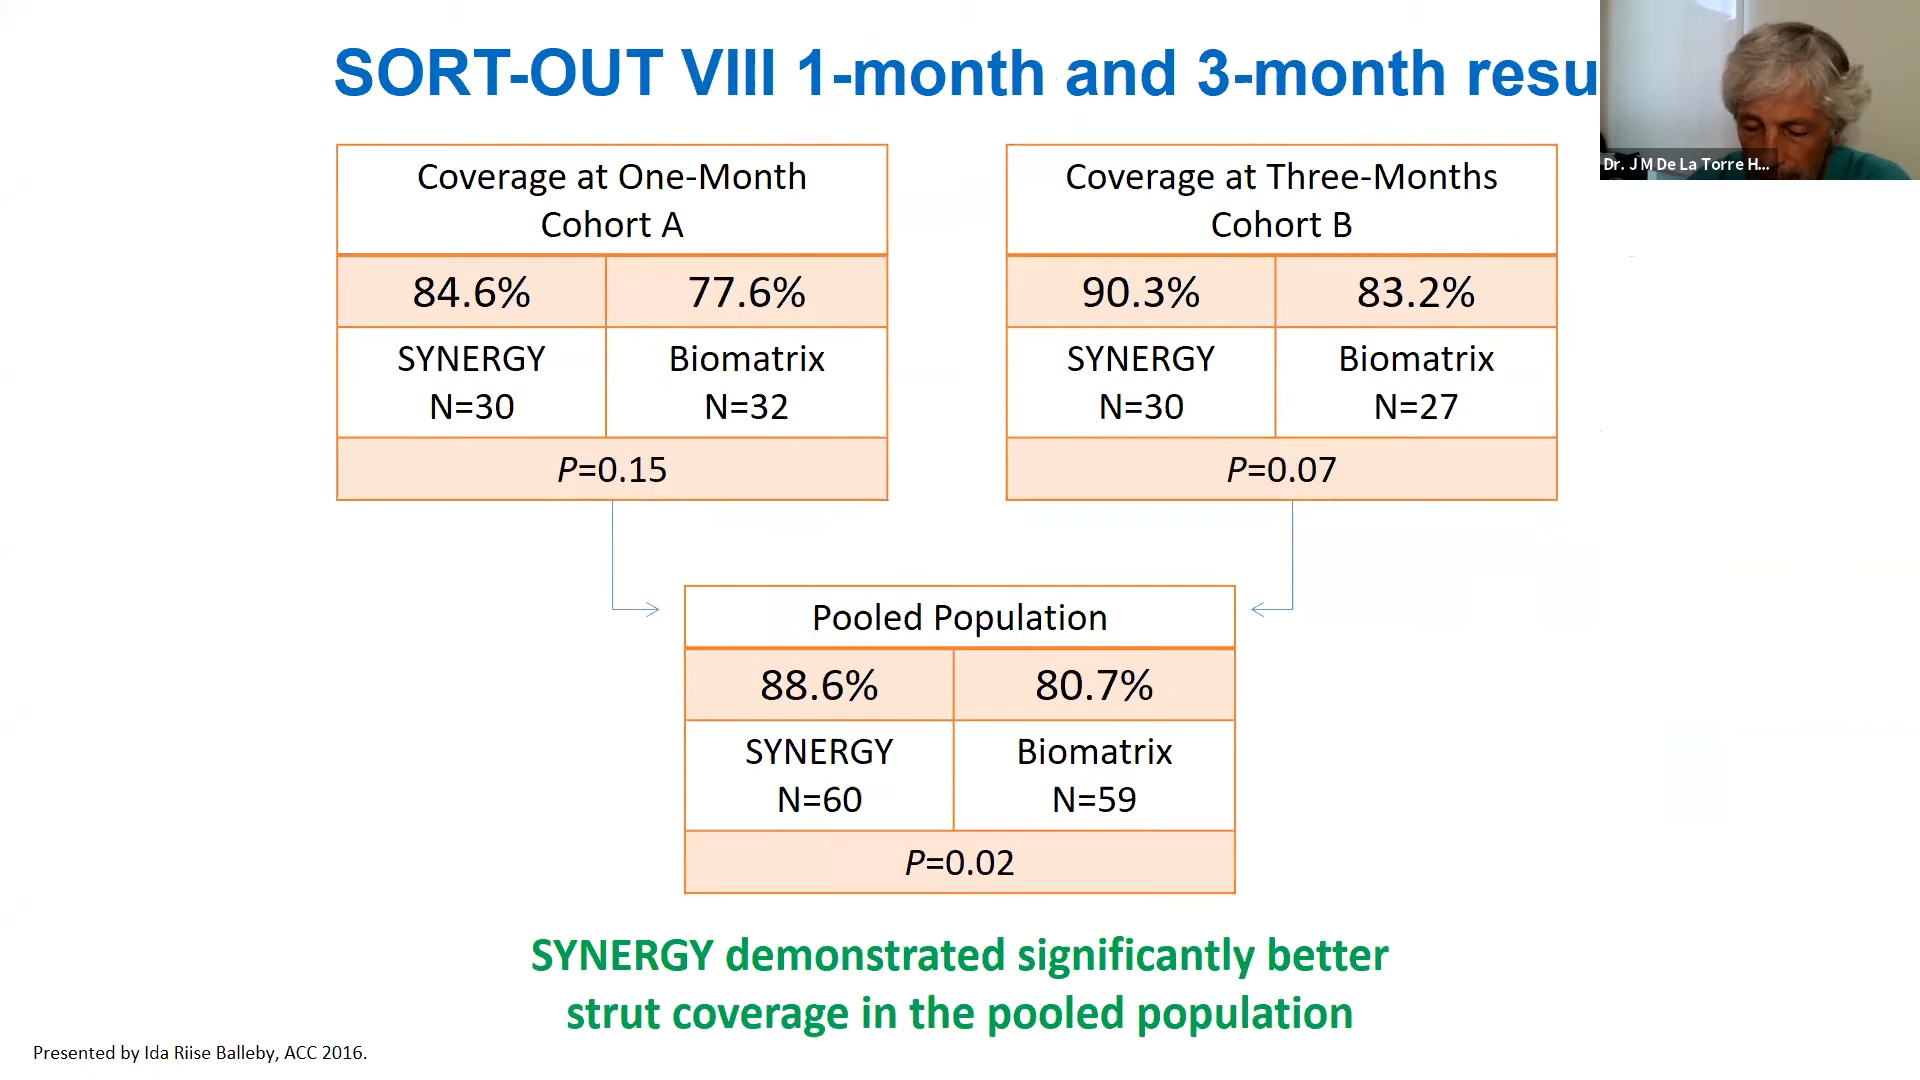 SORT-OUT VIII 1-month and 3-month resu
Dr. J M De La Torre H...
Coverage at One-Month
Cohort A
84.6% 77.6%
SYNERGY Biomatrix
N=30 N=32
P=0.15
Coverage at Three-Months
Cohort B
90.3% 83.2%
SYNERGY Biomatrix
N=30 N=27
P=0.07
Pooled Population
88.6% 80.7%
SYNERGY Biomatrix
N=60 N=59
P=0.02
SYNERGY demonstrated significantly better
strut coverage in the pooled population
Presented by Ida Riise Balleby, ACC 2016.